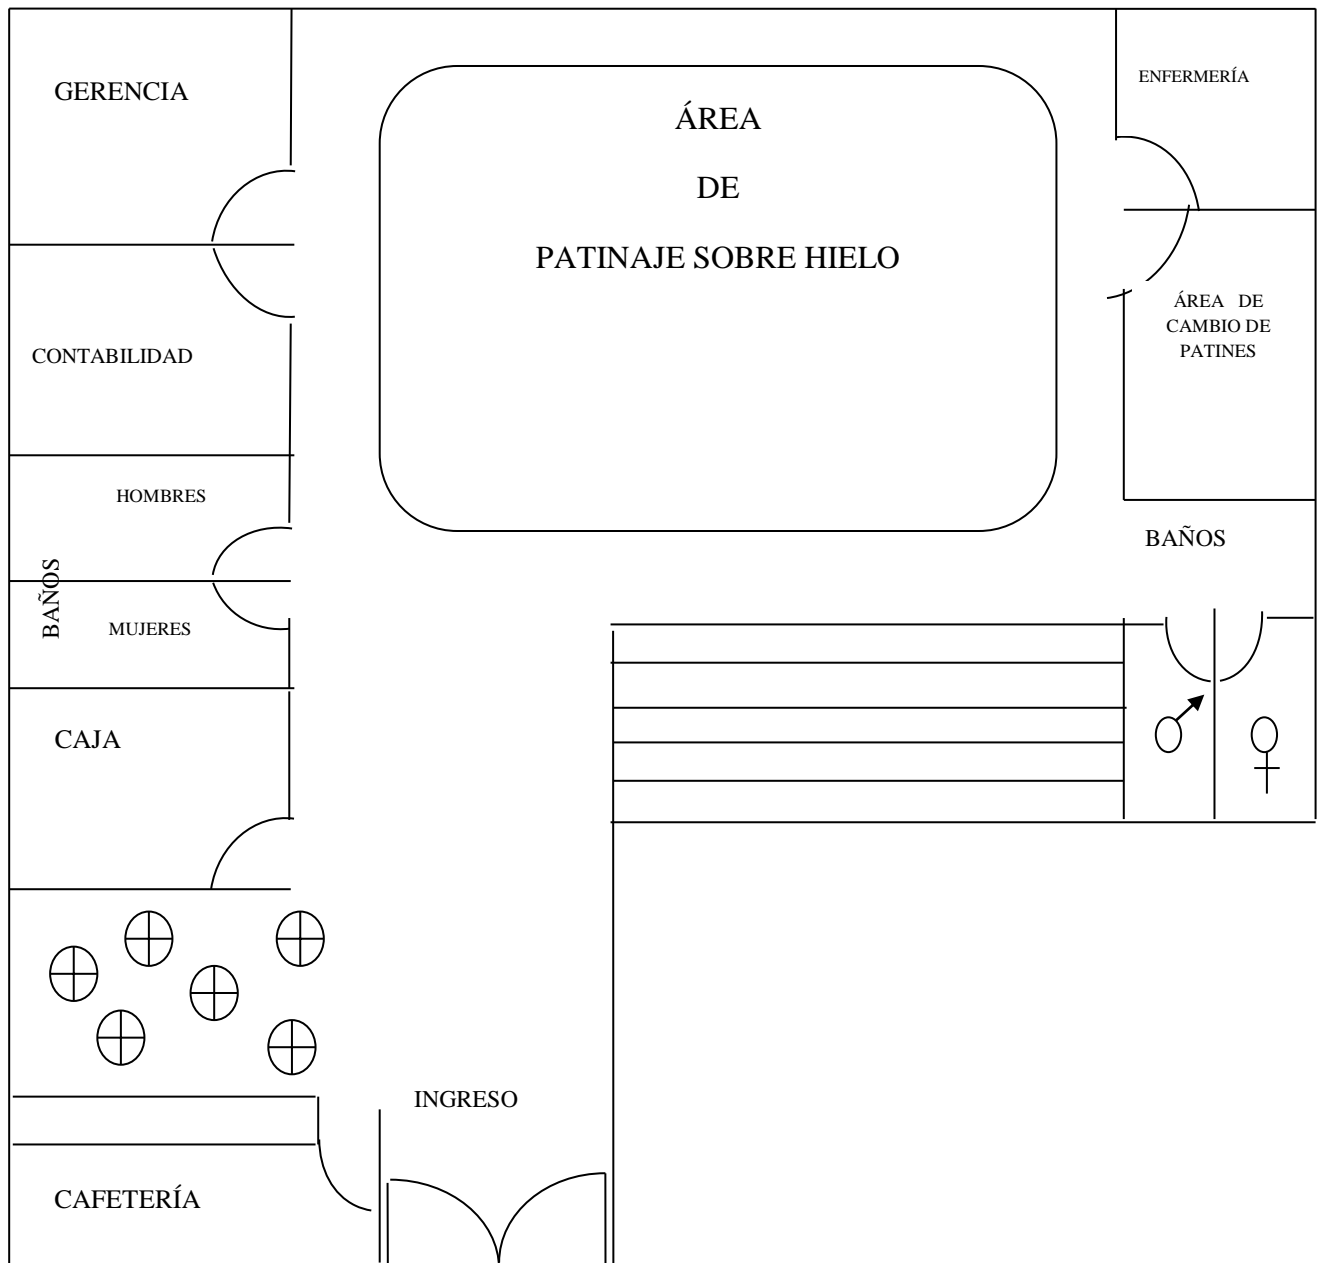 GERENCIA
ÁREA
DE
PATINAJE SOBRE HIELO
ENFERMERÍA
CONTABILIDAD
ÁREA DE
CAMBIO DE
PATINES
HOMBRES
BAÑOS
MUJERES
BAÑOS
CAJA
INGRESO
CAFETERÍA